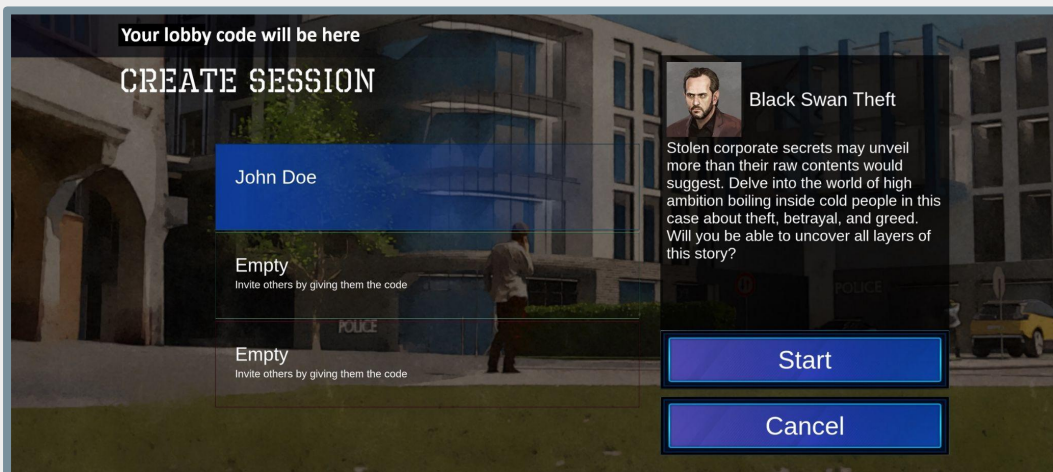 Your lobby code will be here
CREATE SESSION
John Doe
Empty
Invite others by giving them the code
Empty
Invite others by giving them the code
POLICE
Black Swan Theft
Stolen corporate secrets may unveil
more than their raw contents would
suggest. Delve into the world of high
ambition boiling inside cold people in this
case about theft, betrayal, and greed.
Will you be able to uncover all layers of
this story?
POLICE
Start
Cancel